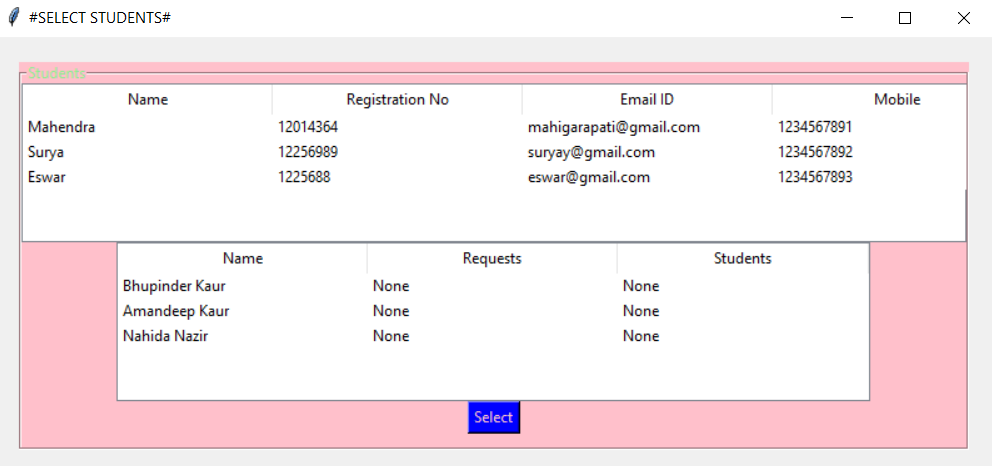 #SELECT STUDENTS#
Students
Name Registration No Email ID Mobile
Mahendra 12014364 mahigarapati@gmail.com 1234567891
Surya 12256989 suryay@gmail.com 1234567892
Eswar 1225688 eswar@gmail.com 1234567893
Name Requests Students
Bhupinder Kaur None None
Amandeep Kaur None None
Nahida Nazir None None
Select